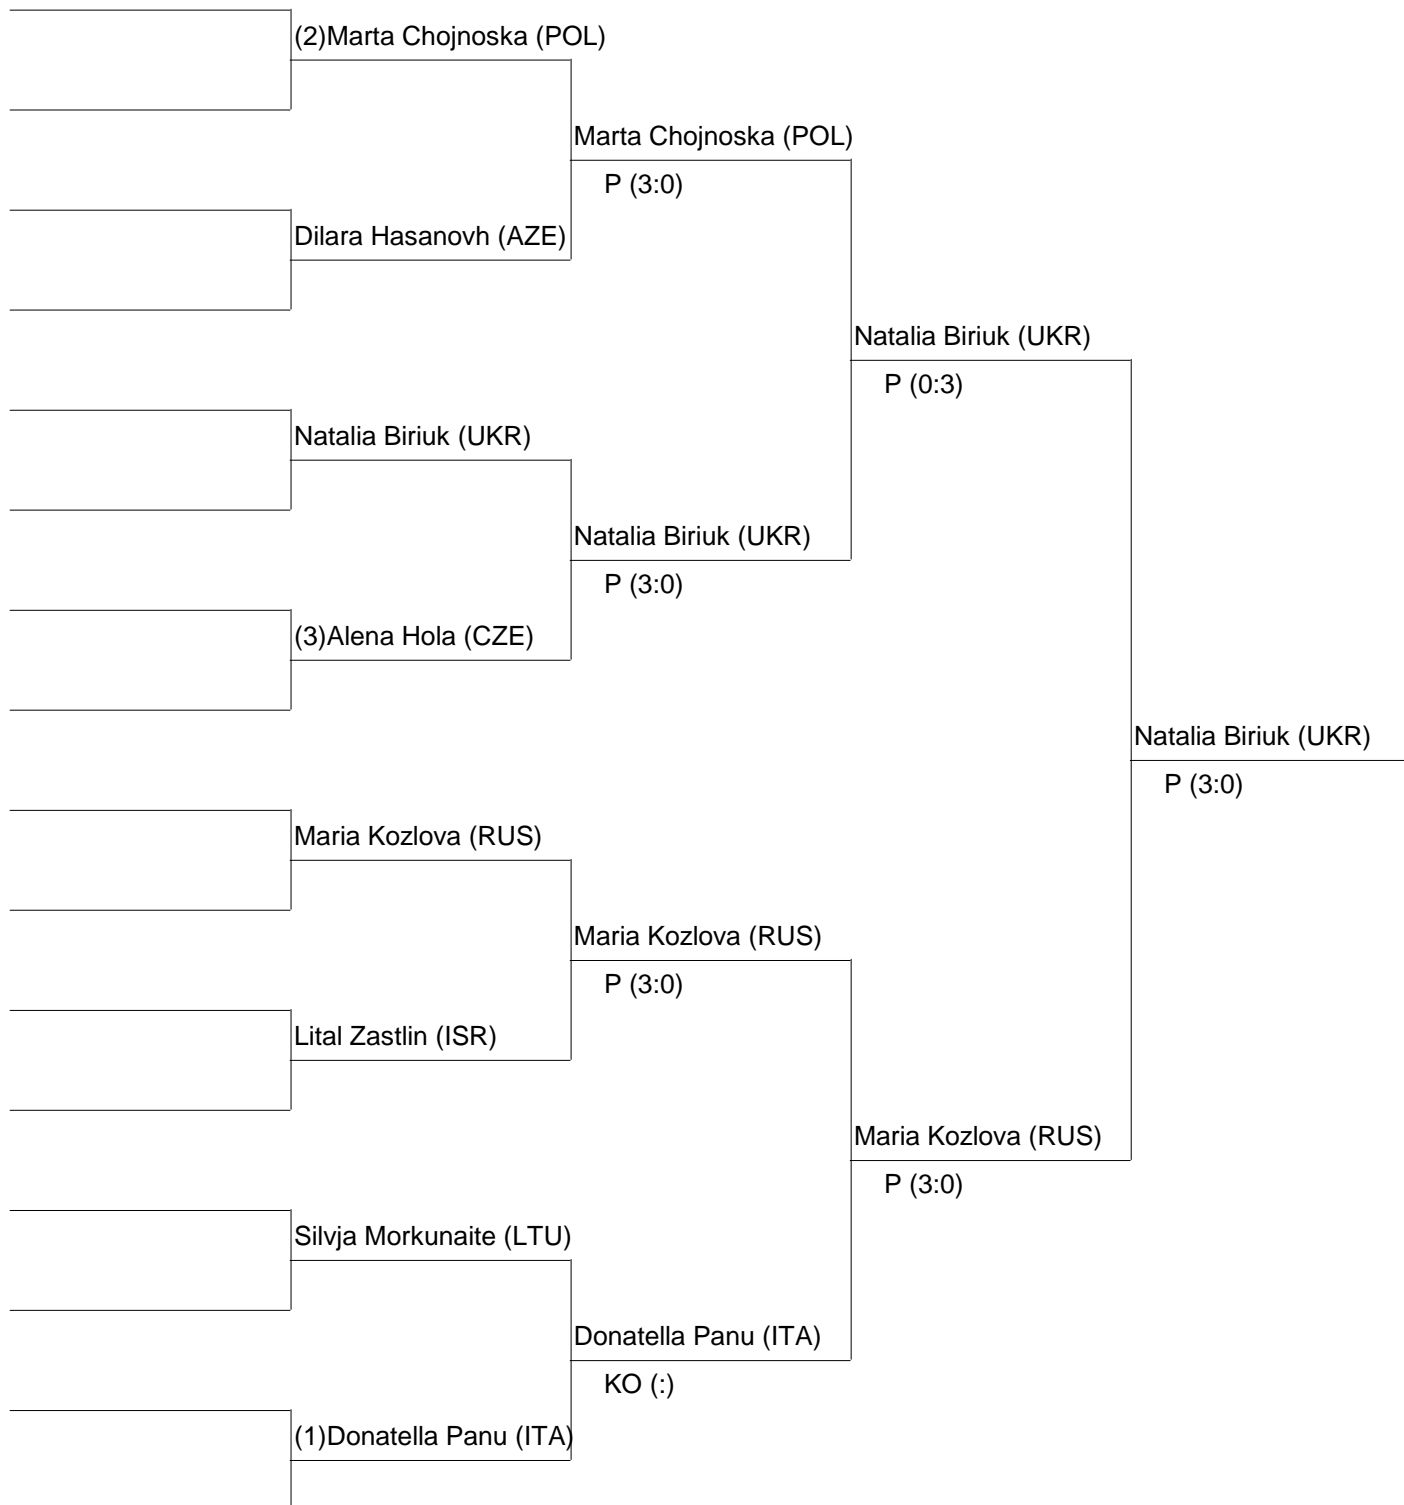 (2)Marta Chojnoska (POL)
Marta Chojnoska (POL)
P (3:0)
Dilara Hasanovh (AZE)
Natalia Biriuk (UKR)
P (0:3)
Natalia Biriuk (UKR)
Natalia Biriuk (UKR)
P (3:0)
(3)Alena Hola (CZE)
Natalia Biriuk (UKR)
P (3:0)
Maria Kozlova (RUS)
Maria Kozlova (RUS)
P (3:0)
Lital Zastlin (ISR)
Maria Kozlova (RUS)
P (3:0)
Silvja Morkunaite (LTU)
Donatella Panu (ITA)
KO (:)
(1)Donatella Panu (ITA)